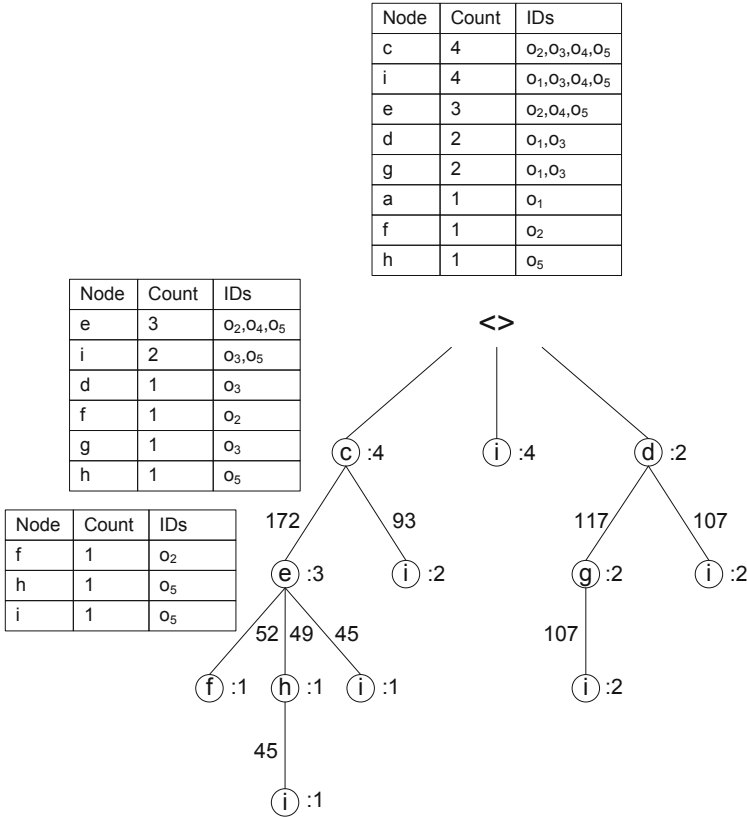 Node Count IDs
c 4 o₂,o₃,o₄,o₅
i 4 o₁,o₃,o₄,o₅
e 3 o₂,o₄,o₅
d 2 o₁,o₃
g 2 o₁,o₃
a 1 o₁
f 1 o₂
h 1 o₅
Node Count IDs
e 3 o₂,o₄,o₅
i 2 o₃,o₅
d 1 o₃
f 1 o₂
g 1 o₃
h 1 o₅
<>
c :4 i :4 d :2
Node Count IDs
f 1 o₂
h 1 o₅
i 1 o₅
172 93 117 107
e :3 i :2 g :2 i :2
52 49 45 107
f :1 h :1 i :1 i :2
45
i :1